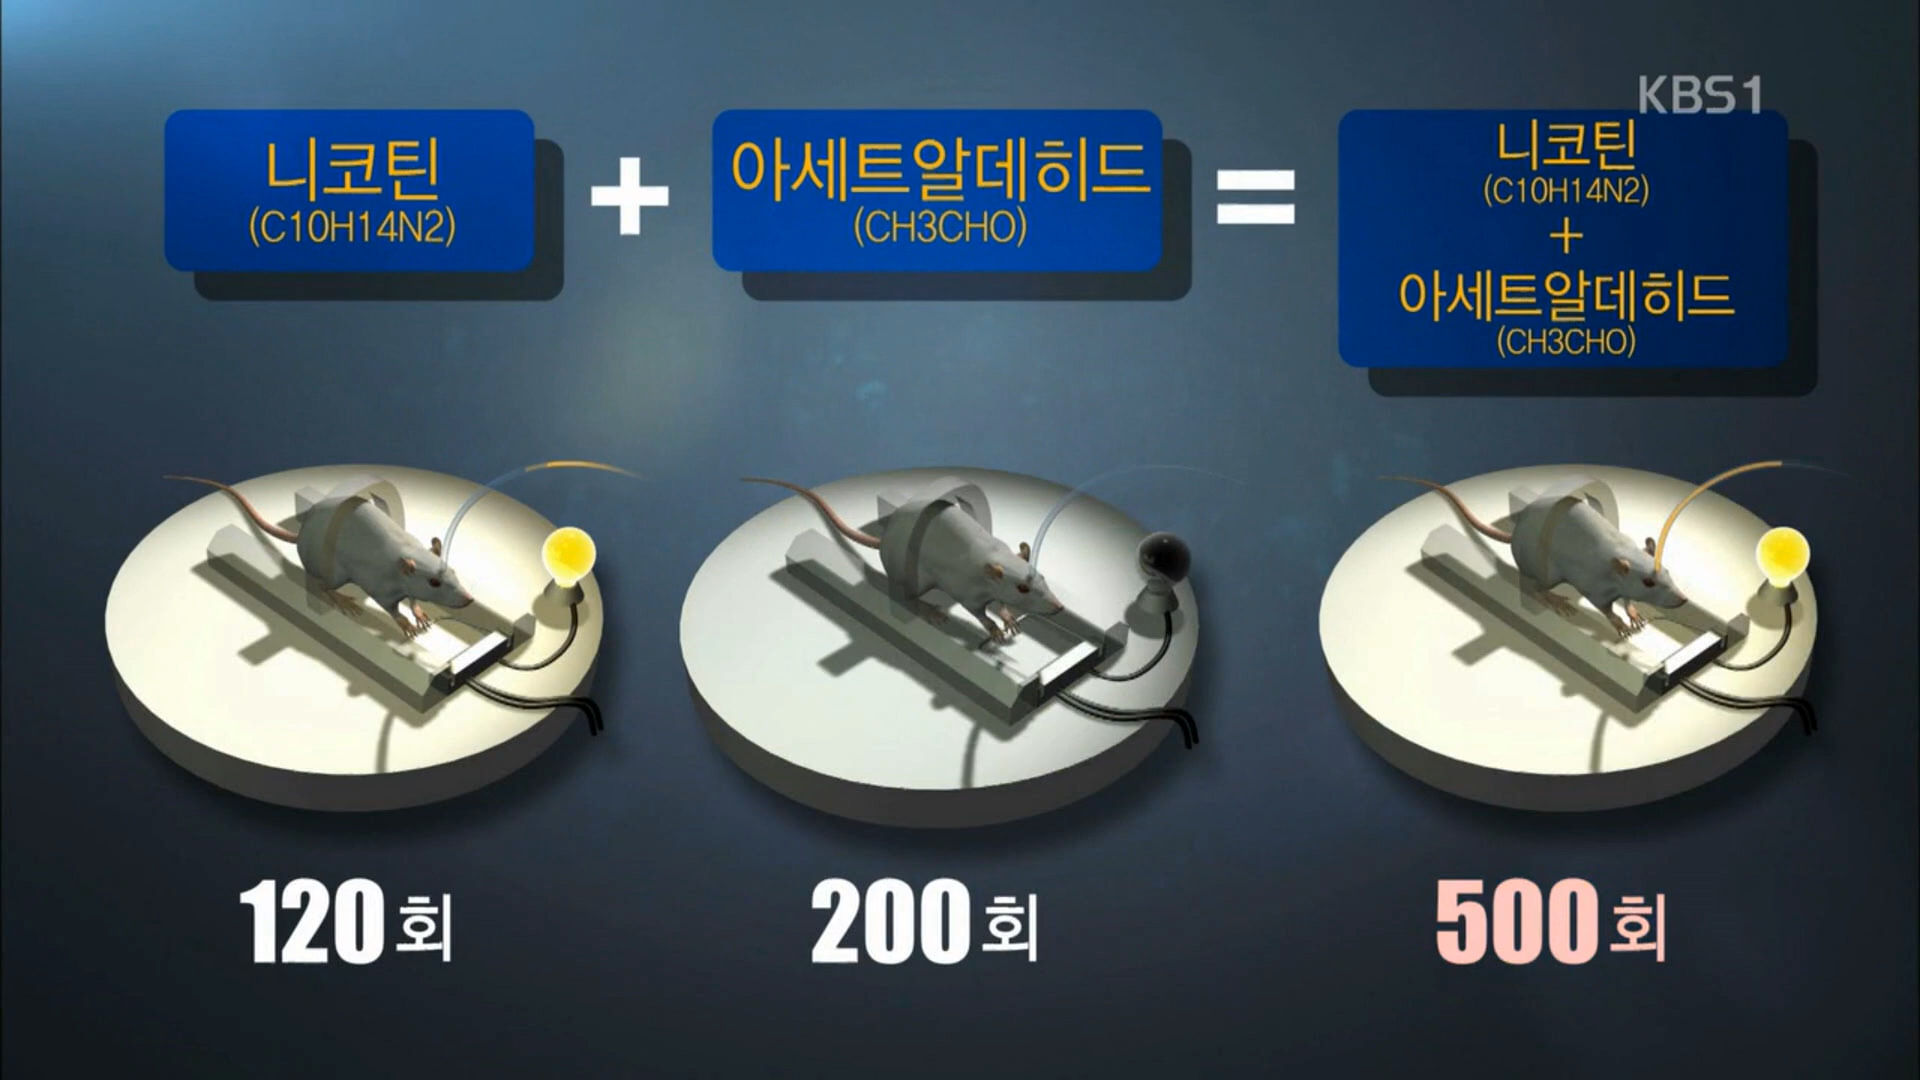 KBS1
니코틴
(C10H14N2)
+
아세트알데히드
(CH3CHO)
=
니코틴
(C10H14N2)
+
아세트알데히드
(CH3CHO)
120회
200회
500회